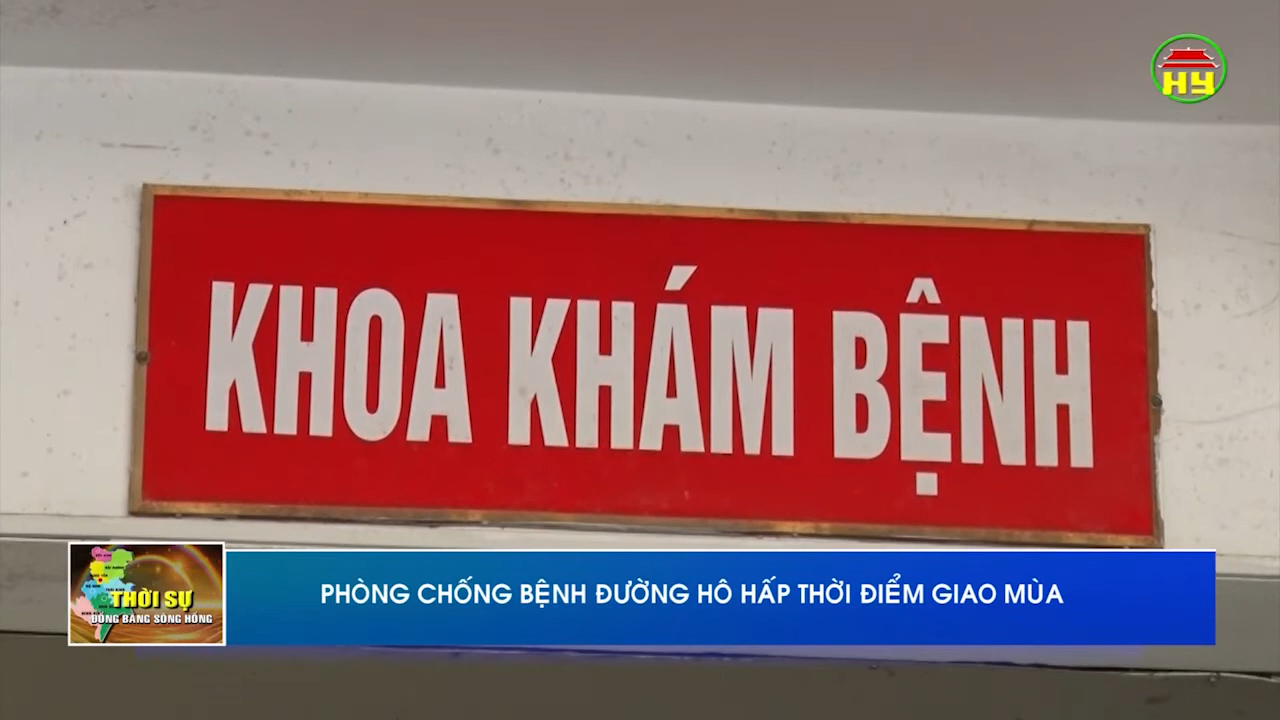 HY
KHOA KHÁM BỆNH
PHÒNG CHỐNG BỆNH ĐƯỜNG HÔ HẤP THỜI ĐIỂM GIAO MÙA
THỜI SỰ
ĐỒNG BẰNG SÔNG HỒNG